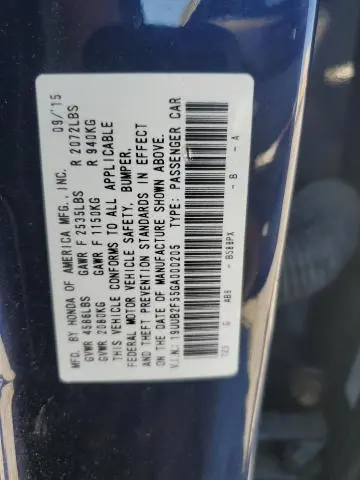 MFD. BY HONDA OF AMERICA MFG., INC. 09/'15
GVWR 4586LBS GAWR F 2535LBS R 2072LBS
GVWR 2080KG GAWR F 1150KG R 940KG
THIS VEHICLE CONFORMS TO ALL APPLICABLE
FEDERAL MOTOR VEHICLE SAFETY, BUMPER,
THEFT PREVENTION STANDARDS IN EFFECT
ON THE DATE OF MANUFACTURE SHOWN ABOVE.
V.I.N.: 19UUB2F55GA000205 TYPE: PASSENGER CAR
G AB9 - B588PX - B - A